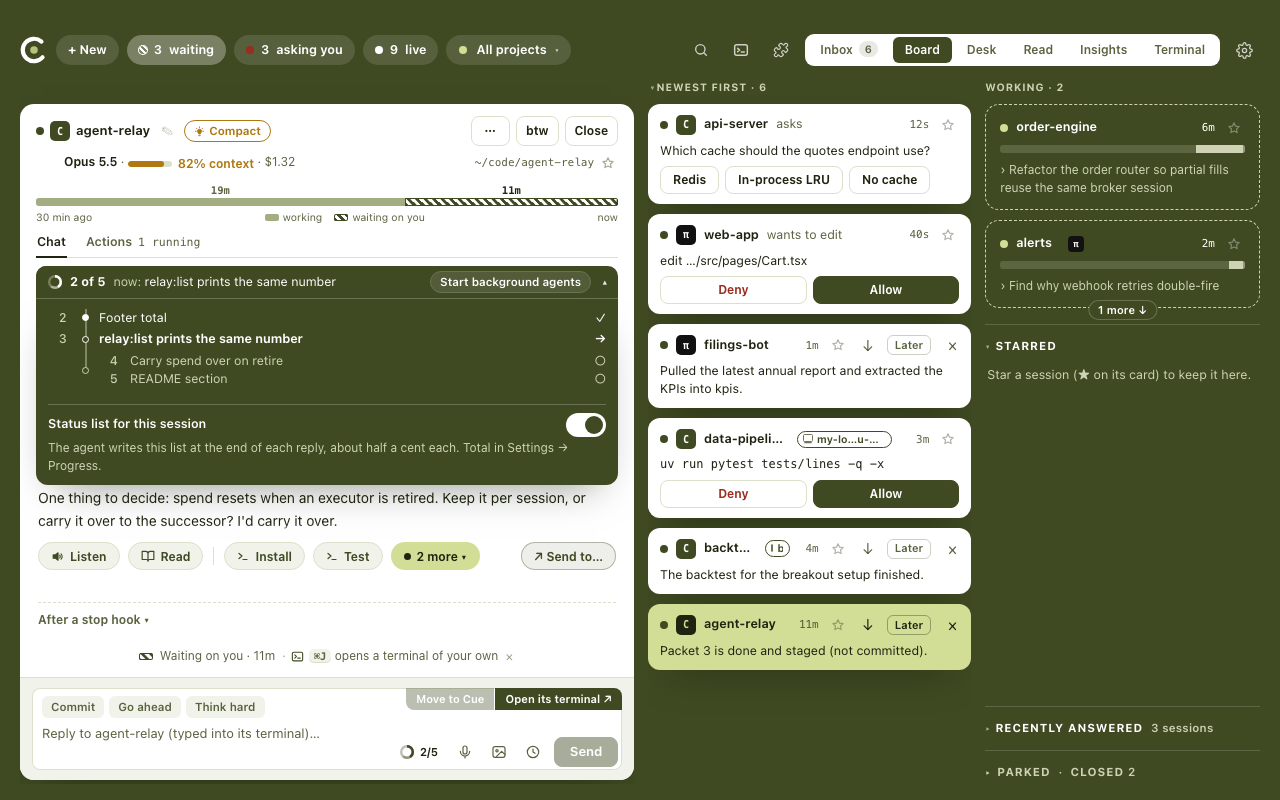 + New
3 waiting
3 asking you
9 live
All projects
Inbox 6
Board
Desk
Read
Insights
Terminal
C agent-relay
Compact
···
btw
Close
Opus 5.5 · 82% context · $1.32
~/code/agent-relay
19m
11m
30 min ago
working
waiting on you
now
Chat
Actions 1 running
2 of 5 now: relay:list prints the same number
Start background agents
2 Footer total
3 relay:list prints the same number
4 Carry spend over on retire
5 README section
Status list for this session
The agent writes this list at the end of each reply, about half a cent each. Total in Settings →
Progress.
One thing to decide: spend resets when an executor is retired. Keep it per session, or
carry it over to the successor? I'd carry it over.
Listen
Read
Install
Test
2 more
Send to...
After a stop hook
Waiting on you · 11m · ⌘J opens a terminal of your own ×
Commit
Go ahead
Think hard
Move to Cue
Open its terminal ↗
Reply to agent-relay (typed into its terminal)…
2/5
Send
NEWEST FIRST · 6
C api-server asks 12s
Which cache should the quotes endpoint use?
Redis
In-process LRU
No cache
π web-app wants to edit 40s
edit …/src/pages/Cart.tsx
Deny
Allow
π filings-bot 1m
Later
×
Pulled the latest annual report and extracted the
KPIs into kpis.
C data-pipeli… my-lo…u-… 3m
uv run pytest tests/lines -q -x
Deny
Allow
C backt… 4m
Later
×
The backtest for the breakout setup finished.
C agent-relay 11m
Later
×
Packet 3 is done and staged (not committed).
WORKING · 2
order-engine 6m
› Refactor the order router so partial fills
reuse the same broker session
alerts π 2m
› Find why webhook retries double-fire
1 more ↓
STARRED
Star a session (★ on its card) to keep it here.
RECENTLY ANSWERED 3 sessions
PARKED · CLOSED 2